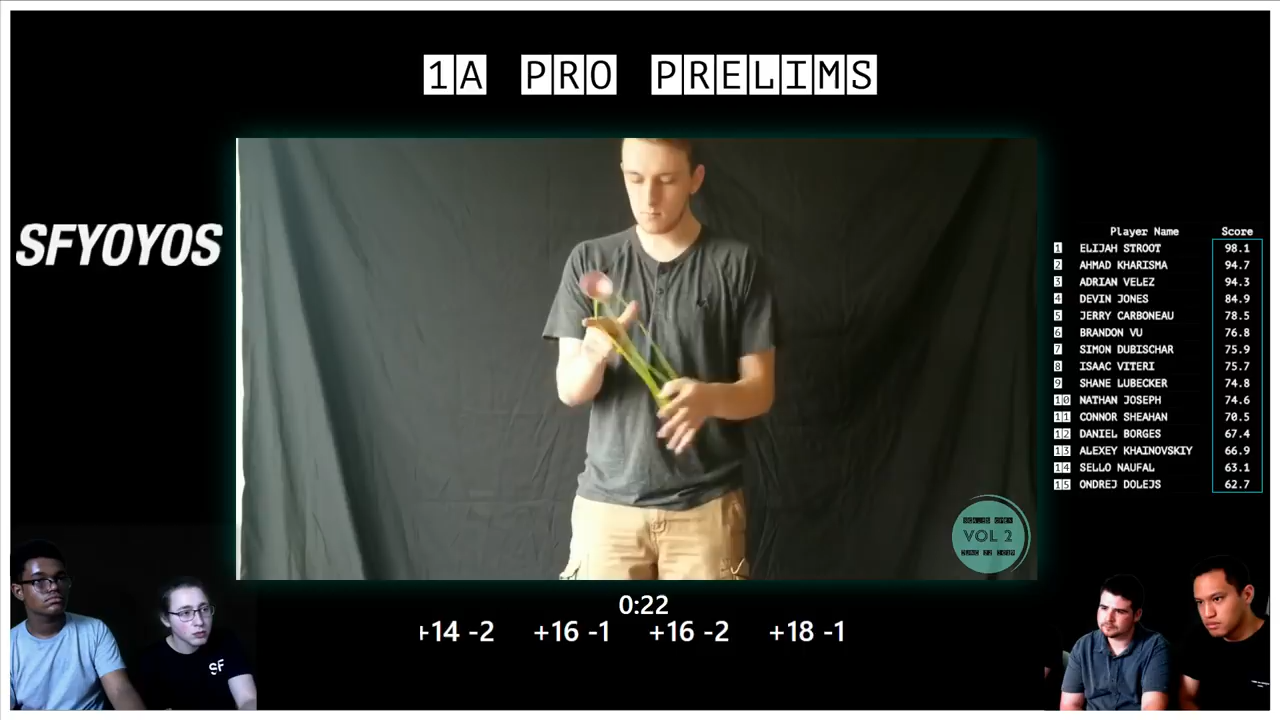 1A PRO PRELIMS
SFYOYOS
Player Name Score
1 ELIJAH STROOT 98.1
2 AHMAD KHARISMA 94.7
3 ADRIAN VELEZ 94.3
4 DEVIN JONES 84.9
5 JERRY CARBONEAU 78.5
6 BRANDON VU 76.8
7 SIMON DUBISCHAR 75.9
8 ISAAC VITERI 75.7
9 SHANE LUBECKER 74.8
10 NATHAN JOSEPH 74.6
11 CONNOR SHEAHAN 70.5
12 DANIEL BORGES 67.4
13 ALEXEY KHAINOVSKIY 66.9
14 SELLO NAUFAL 63.1
15 ONDREJ DOLEJS 62.7
VOL 2
0:22
+14 -2 +16 -1 +16 -2 +18 -1
SF